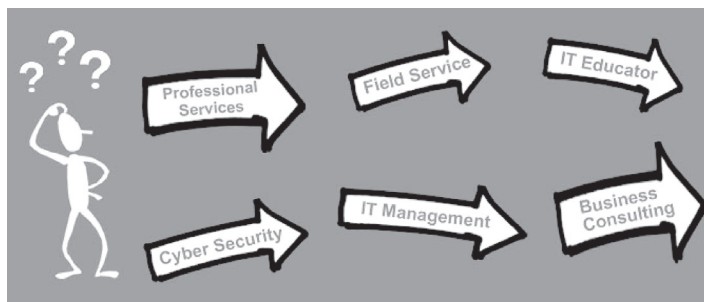 ? ? ?
Professional
Services
Field Service
IT Educator
Cyber Security
IT Management
Business
Consulting